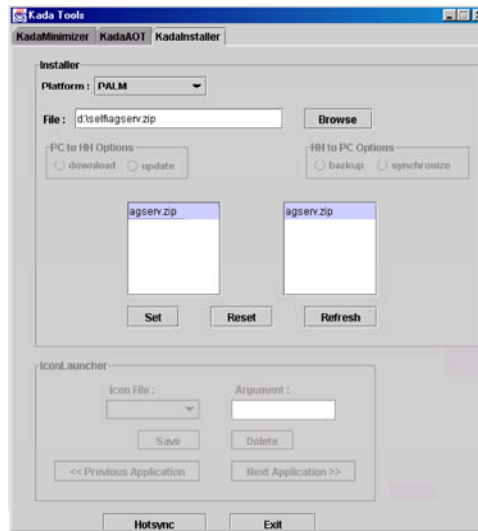 Kada Tools
KadaMinimizer KadaAOT KadaInstaller
Installer
Platform : PALM
File : d:\self\agserv.zip Browse
PC to HH Options HH to PC Options
download update backup synchronize
agserv.zip agserv.zip
Set Reset Refresh
IconLauncher
Icon File : Argument :
Save Delete
<< Previous Application Next Application >>
Hotsync Exit